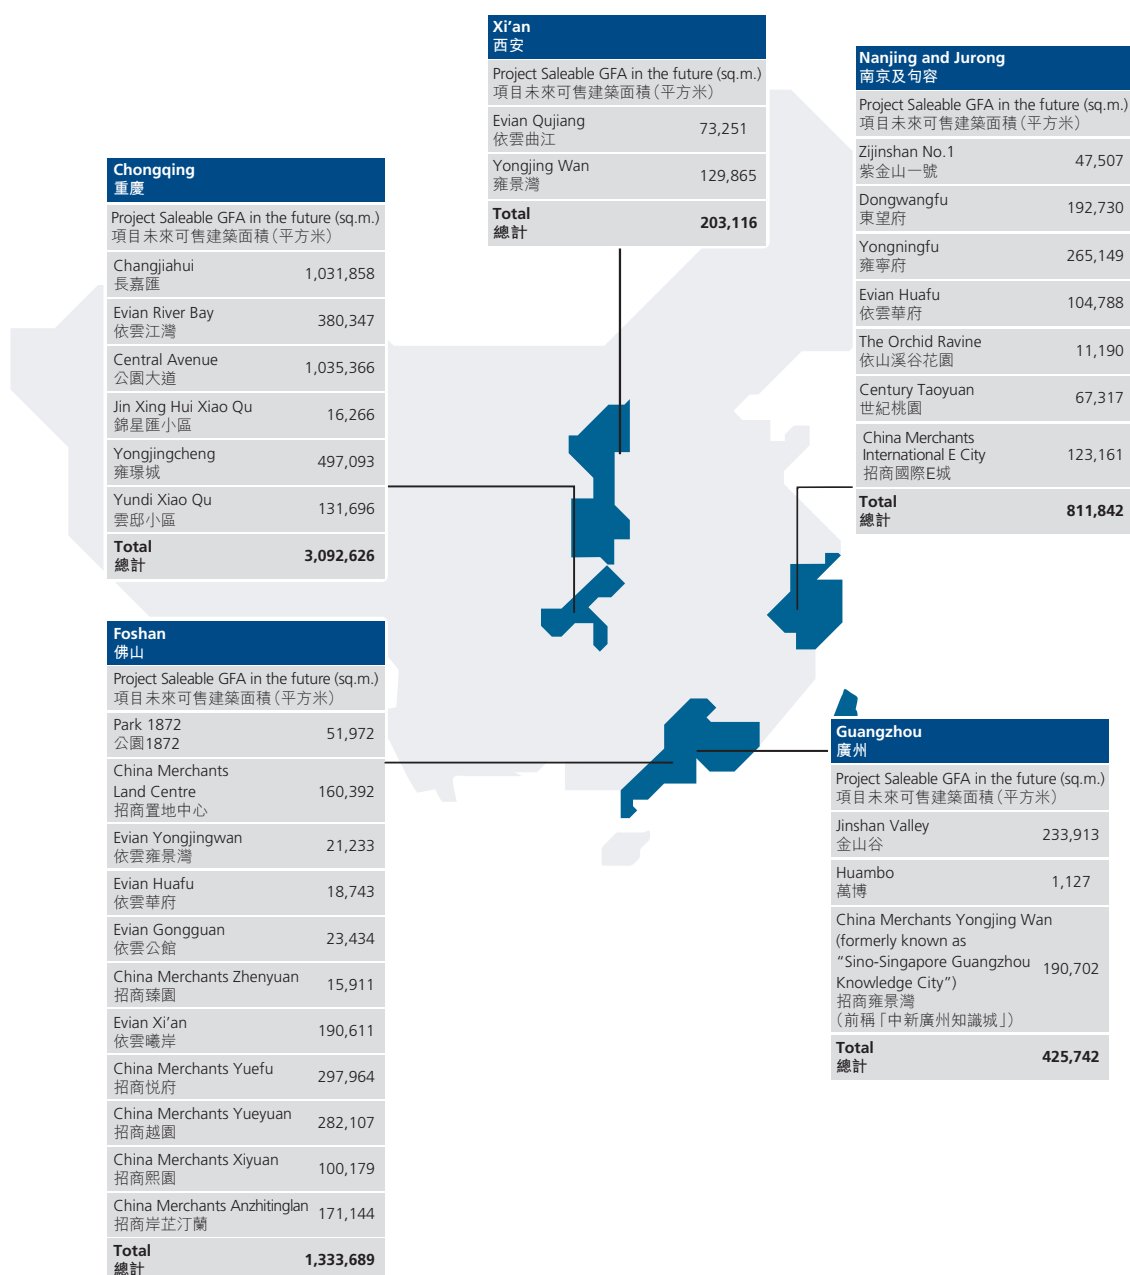 Xi’an
西安
Project Saleable GFA in the future (sq.m.)
項目未來可售建築面積（平方米）
Evian Qujiang 73,251
依雲曲江
Yongjing Wan 129,865
雍景灣
Total 203,116
總計
Nanjing and Jurong
南京及句容
Project Saleable GFA in the future (sq.m.)
項目未來可售建築面積（平方米）
Zijinshan No.1 47,507
紫金山一號
Dongwangfu 192,730
東望府
Yongningfu 265,149
雍寧府
Evian Huafu 104,788
依雲華府
The Orchid Ravine 11,190
依山溪谷花園
Century Taoyuan 67,317
世紀桃園
China Merchants
International E City 123,161
招商國際E城
Total 811,842
總計
Chongqing
重慶
Project Saleable GFA in the future (sq.m.)
項目未來可售建築面積（平方米）
Changjiahui 1,031,858
長嘉匯
Evian River Bay 380,347
依雲江灣
Central Avenue 1,035,366
公園大道
Jin Xing Hui Xiao Qu 16,266
錦星匯小區
Yongjingcheng 497,093
雍璟城
Yundi Xiao Qu 131,696
雲邸小區
Total 3,092,626
總計
Foshan
佛山
Project Saleable GFA in the future (sq.m.)
項目未來可售建築面積（平方米）
Park 1872 51,972
公園1872
China Merchants
Land Centre 160,392
招商置地中心
Evian Yongjingwan 21,233
依雲雍景灣
Evian Huafu 18,743
依雲華府
Evian Gongguan 23,434
依雲公館
China Merchants Zhenyuan 15,911
招商臻園
Evian Xi’an 190,611
依雲曦岸
China Merchants Yuefu 297,964
招商悦府
China Merchants Yueyuan 282,107
招商越園
China Merchants Xiyuan 100,179
招商熙園
China Merchants Anzhitinglan 171,144
招商岸芷汀蘭
Total 1,333,689
總計
Guangzhou
廣州
Project Saleable GFA in the future (sq.m.)
項目未來可售建築面積（平方米）
Jinshan Valley 233,913
金山谷
Huambo 1,127
萬博
China Merchants Yongjing Wan
(formerly known as
“Sino-Singapore Guangzhou 190,702
Knowledge City”)
招商雍景灣
（前稱「中新廣州知識城」）
Total 425,742
總計